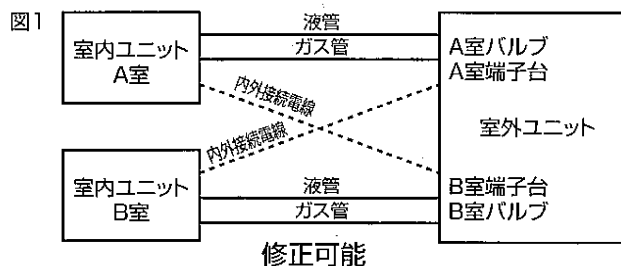 図1
室内ユニット
A室
液管
ガス管
A室バルブ
A室端子台
内外接続電線
内外接続電線
室外ユニット
室内ユニット
B室
液管
ガス管
B室端子台
B室バルブ
修正可能